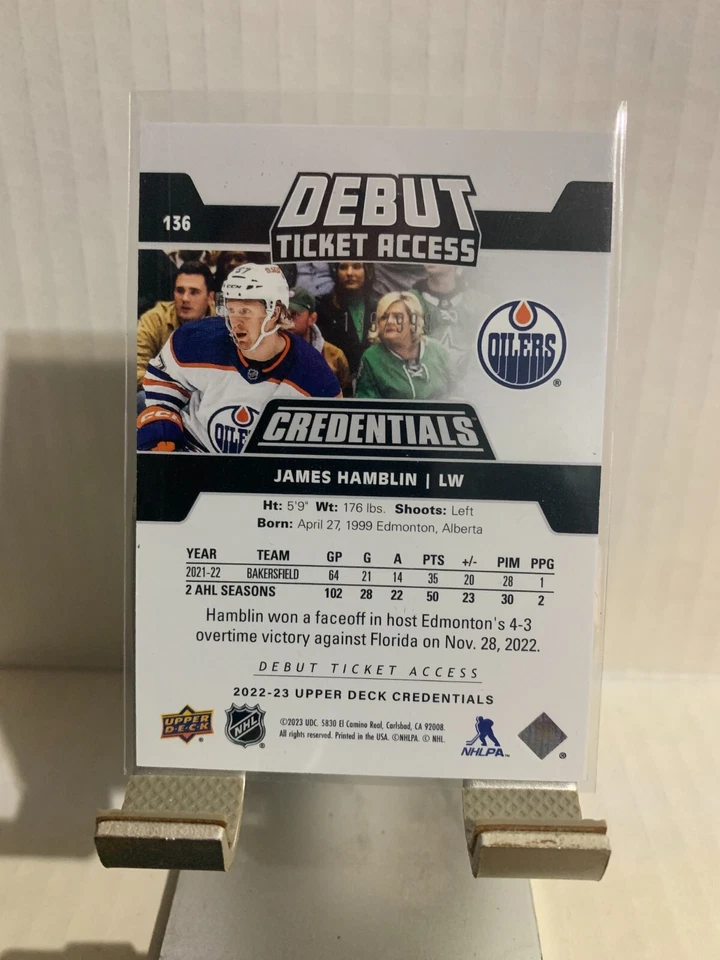 136
DEBUT
TICKET ACCESS
57
CCM
OILERS
OILE
CREDENTIALS
JAMES HAMBLIN | LW
Ht: 5'9" Wt: 176 lbs. Shoots: Left
Born: April 27, 1999 Edmonton, Alberta
YEAR TEAM GP G A PTS +/- PIM PPG
2021-22 BAKERSFIELD 64 21 14 35 20 28 1
2 AHL SEASONS 102 28 22 50 23 30 2
Hamblin won a faceoff in host Edmonton's 4-3
overtime victory against Florida on Nov. 28, 2022.
DEBUT TICKET ACCESS
2022-23 UPPER DECK CREDENTIALS
UPPER
DECK
NHL
©2023 UDC. 5830 El Camino Real, Carlsbad, CA 92008.
All rights reserved. Printed in the USA. ©NHLPA. © NHL.
NHLPA™